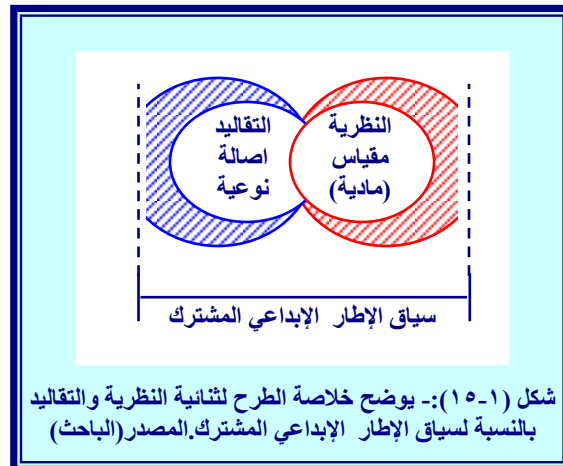 النظرية
مقياس
(مادية)
التقاليد
اصالة
نوعية
سياق الإطار الإبداعي المشترك
شكل (١-١٥):- يوضح خلاصة الطرح لثنائية النظرية والتقاليد
بالنسبة لسياق الإطار الإبداعي المشترك.المصدر(الباحث)